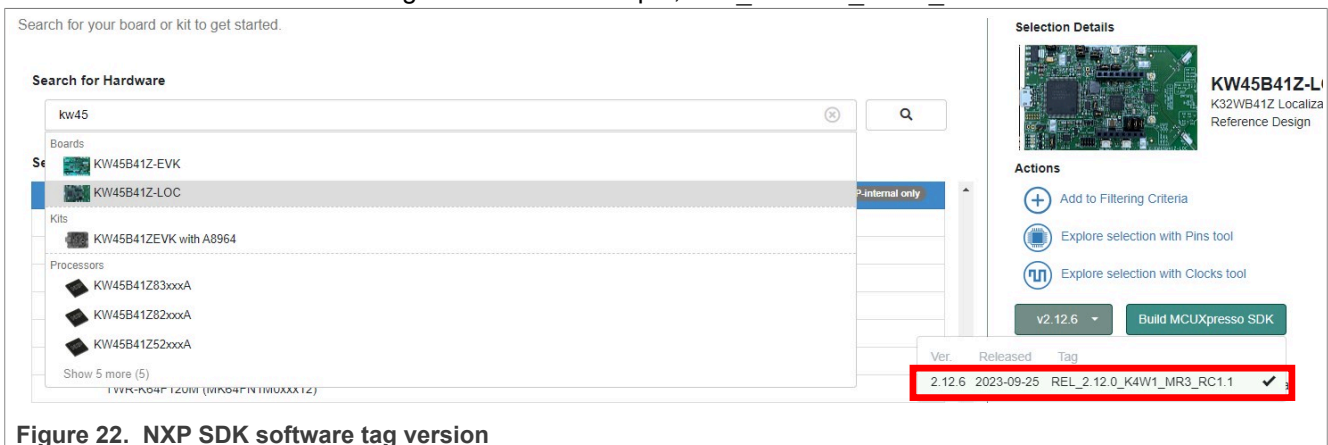 Search for your board or kit to get started.
Search for Hardware
kw45
Boards
KW45B41Z-EVK
KW45B41Z-LOC
P-internal only
Kits
KW45B41ZEVK with A8964
Processors
KW45B41Z83xxxA
KW45B41Z82xxxA
KW45B41Z52xxxA
Show 5 more (5)
Selection Details
KW45B41Z-L
K32WB41Z Localiza
Reference Design
Actions
Add to Filtering Criteria
Explore selection with Pins tool
Explore selection with Clocks tool
v2.12.6
Build MCUXpresso SDK
Ver. Released Tag
2.12.6 2023-09-25 REL_2.12.0_K4W1_MR3_RC1.1
Figure 22. NXP SDK software tag version